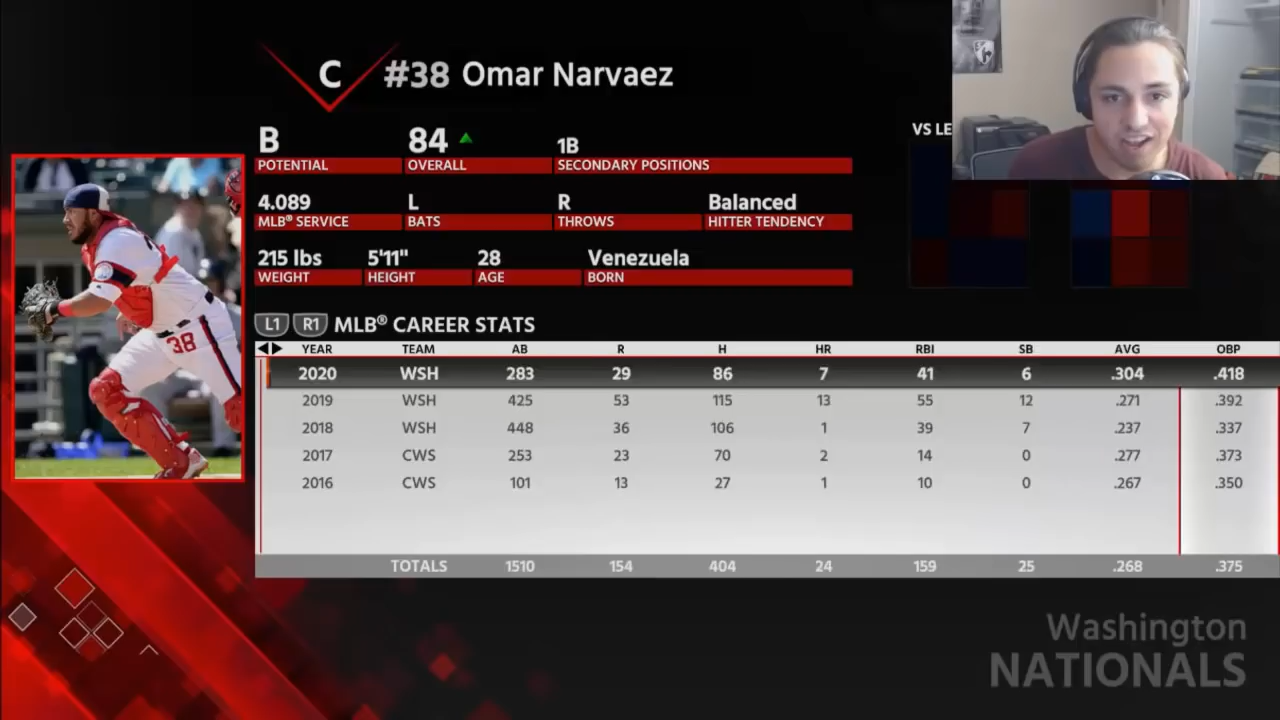 C #38 Omar Narvaez
B 84 1B
POTENTIAL OVERALL SECONDARY POSITIONS
VS LE
4.089 L R Balanced
MLB® SERVICE BATS THROWS HITTER TENDENCY
215 lbs 5'11" 28 Venezuela
WEIGHT HEIGHT AGE BORN
L1 R1 MLB® CAREER STATS
YEAR TEAM AB R H HR RBI SB AVG OBP
2020 WSH 283 29 86 7 41 6 .304 .418
2019 WSH 425 53 115 13 55 12 .271 .392
2018 WSH 448 36 106 1 39 7 .237 .337
2017 CWS 253 23 70 2 14 0 .277 .373
2016 CWS 101 13 27 1 10 0 .267 .350
TOTALS 1510 154 404 24 159 25 .268 .375
38
Washington
NATIONALS